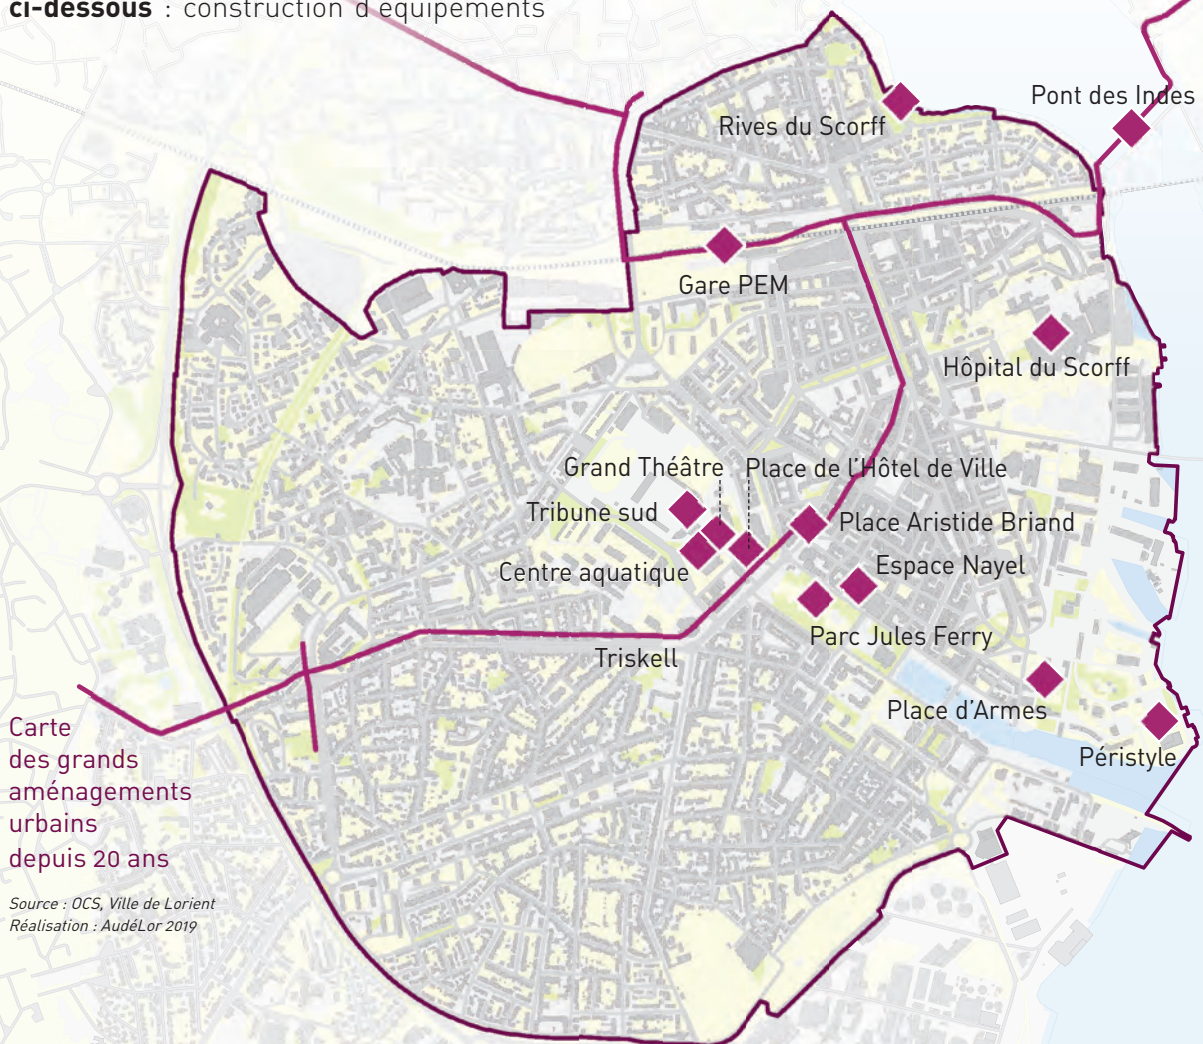 ci-dessous : construction d'équipements
Pont des Indes
Rives du Scorff
Gare PEM
Hôpital du Scorff
Grand Théâtre
Place de l'Hôtel de Ville
Tribune sud
Place Aristide Briand
Centre aquatique
Espace Nayel
Parc Jules Ferry
Triskell
Place d'Armes
Péristyle
Carte
des grands
aménagements
urbains
depuis 20 ans
Source : OCS, Ville de Lorient
Réalisation : AudéLor 2019